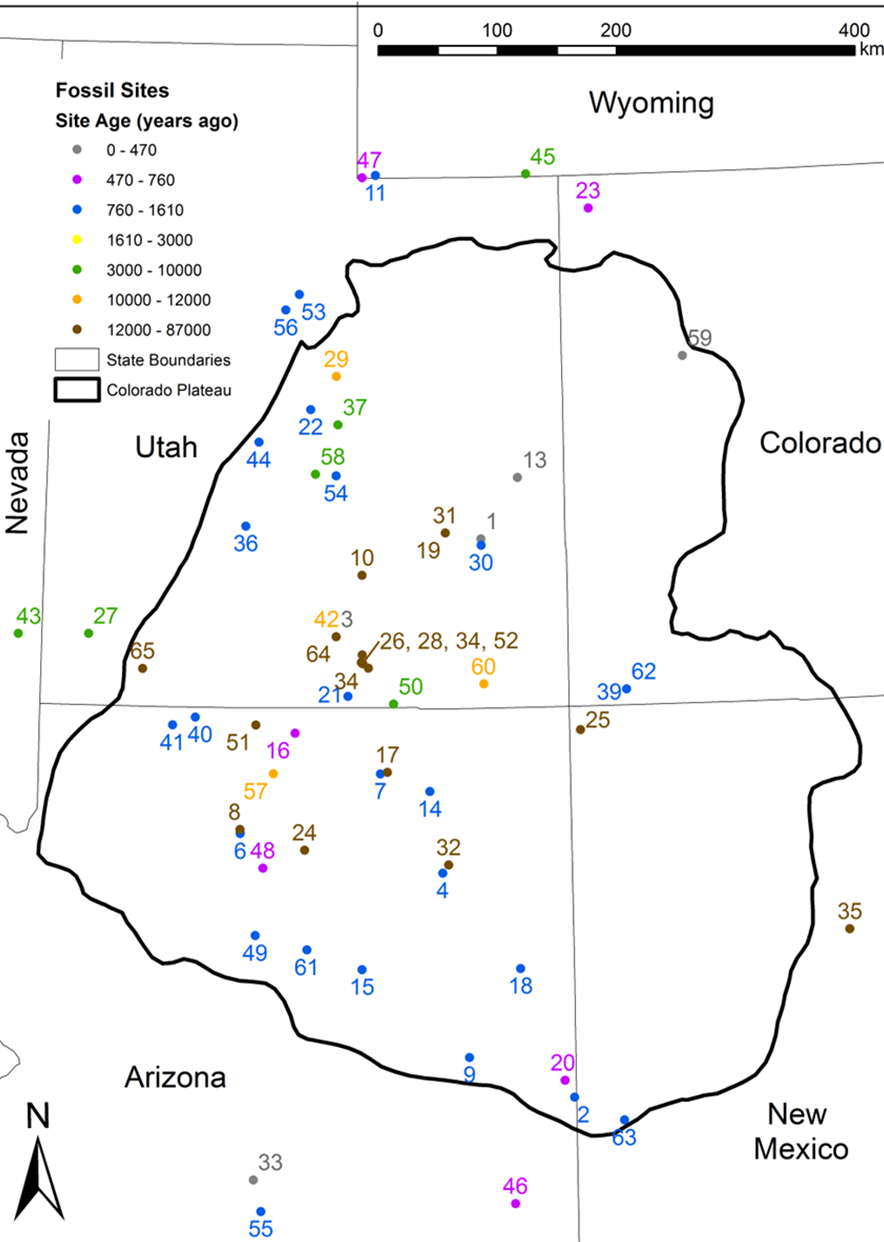 0 100 200 400
km
Wyoming
Fossil Sites
Site Age (years ago)
0 - 470
470 - 760
760 - 1610
1610 - 3000
3000 - 10000
10000 - 12000
12000 - 87000
State Boundaries
Colorado Plateau
47
45
11
23
53
56
59
29
37
22
Nevada
Utah
44
Colorado
58
54
13
36
31
1
19
30
10
43
27
423
26, 28, 34, 52
65
64
60
62
34
21
50
39
41
40
51
16
25
17
57
7
14
8
6
48
24
32
4
35
49
61
15
18
9
20
Arizona
2
63
N
New
Mexico
33
46
55